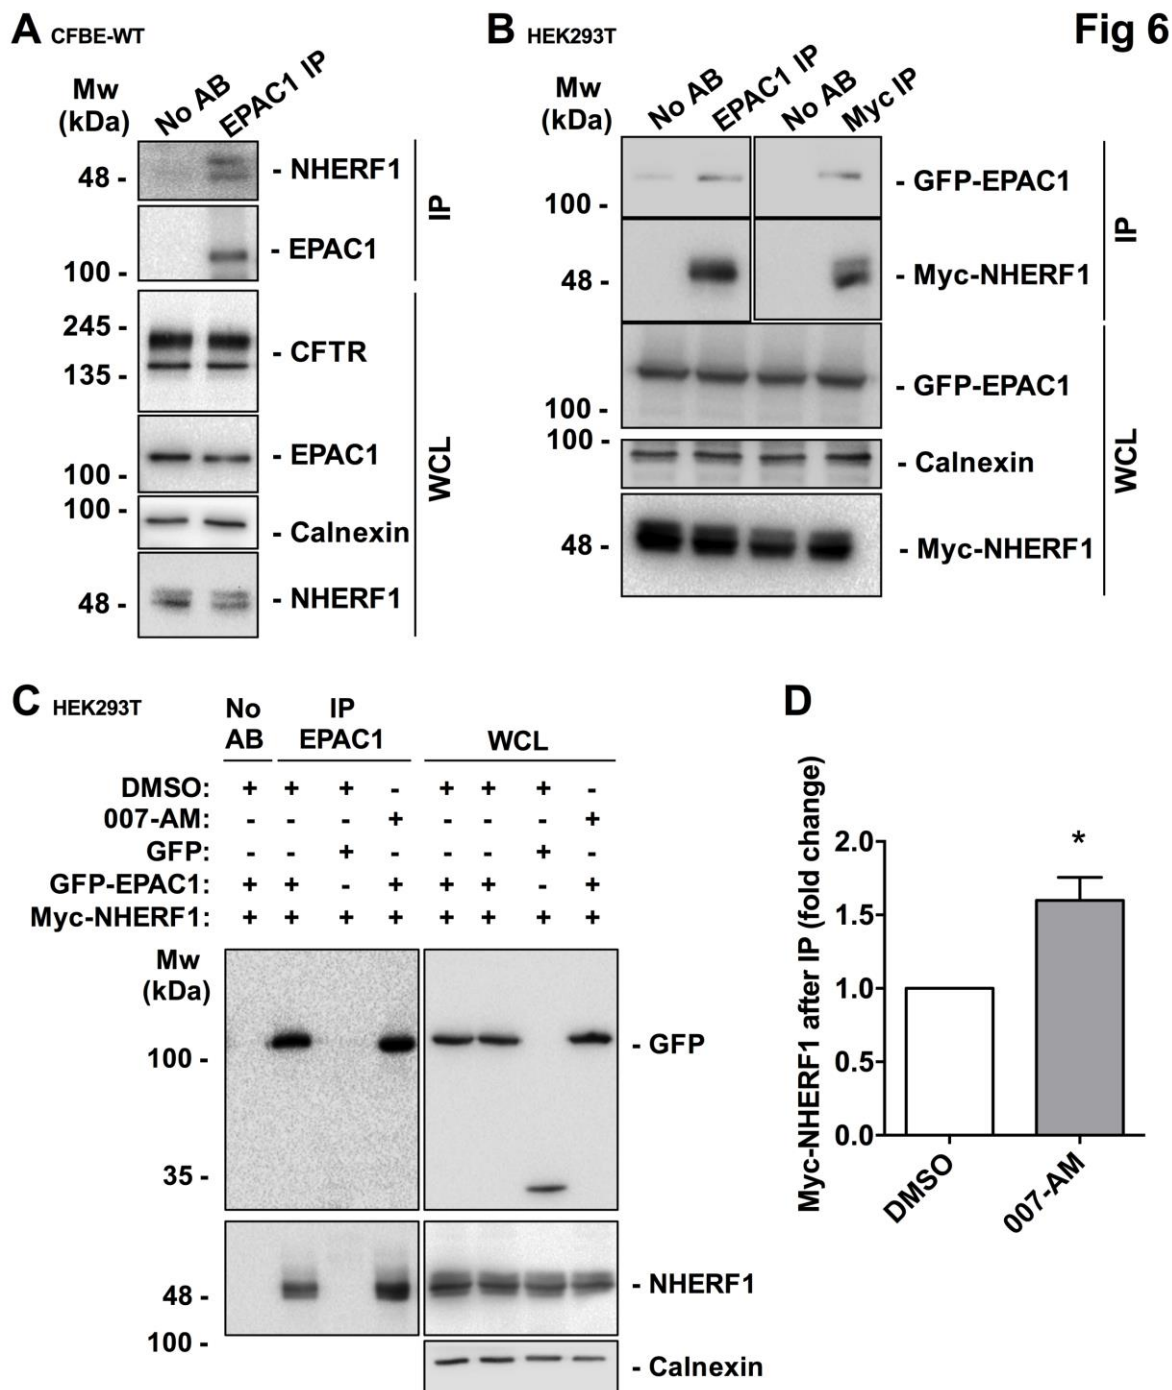 A CFBE-WT
Mw
(kDa)
No AB
EPAC1 IP
48 -
- NHERF1
100 -
- EPAC1
IP
245 -
135 -
- CFTR
100 -
- EPAC1
100 -
- Calnexin
48 -
- NHERF1
WCL
B HEK293T
Fig 6
Mw
(kDa)
No AB
EPAC1 IP
No AB
Myc IP
100 -
- GFP-EPAC1
48 -
- Myc-NHERF1
IP
100 -
- GFP-EPAC1
100 -
- Calnexin
48 -
- Myc-NHERF1
WCL
C HEK293T
No
AB
IP
EPAC1
WCL
DMSO: + + + - + + + -
007-AM: - - - + - - - +
GFP: - - + - - - + -
GFP-EPAC1: + + - + + + - +
Myc-NHERF1: + + + + + + + +
Mw
(kDa)
100 -
- GFP
35 -
48 -
- NHERF1
100 -
- Calnexin
D
Myc-NHERF1 after IP (fold change)
2.0
1.5
1.0
0.5
0.0
*
DMSO
007-AM